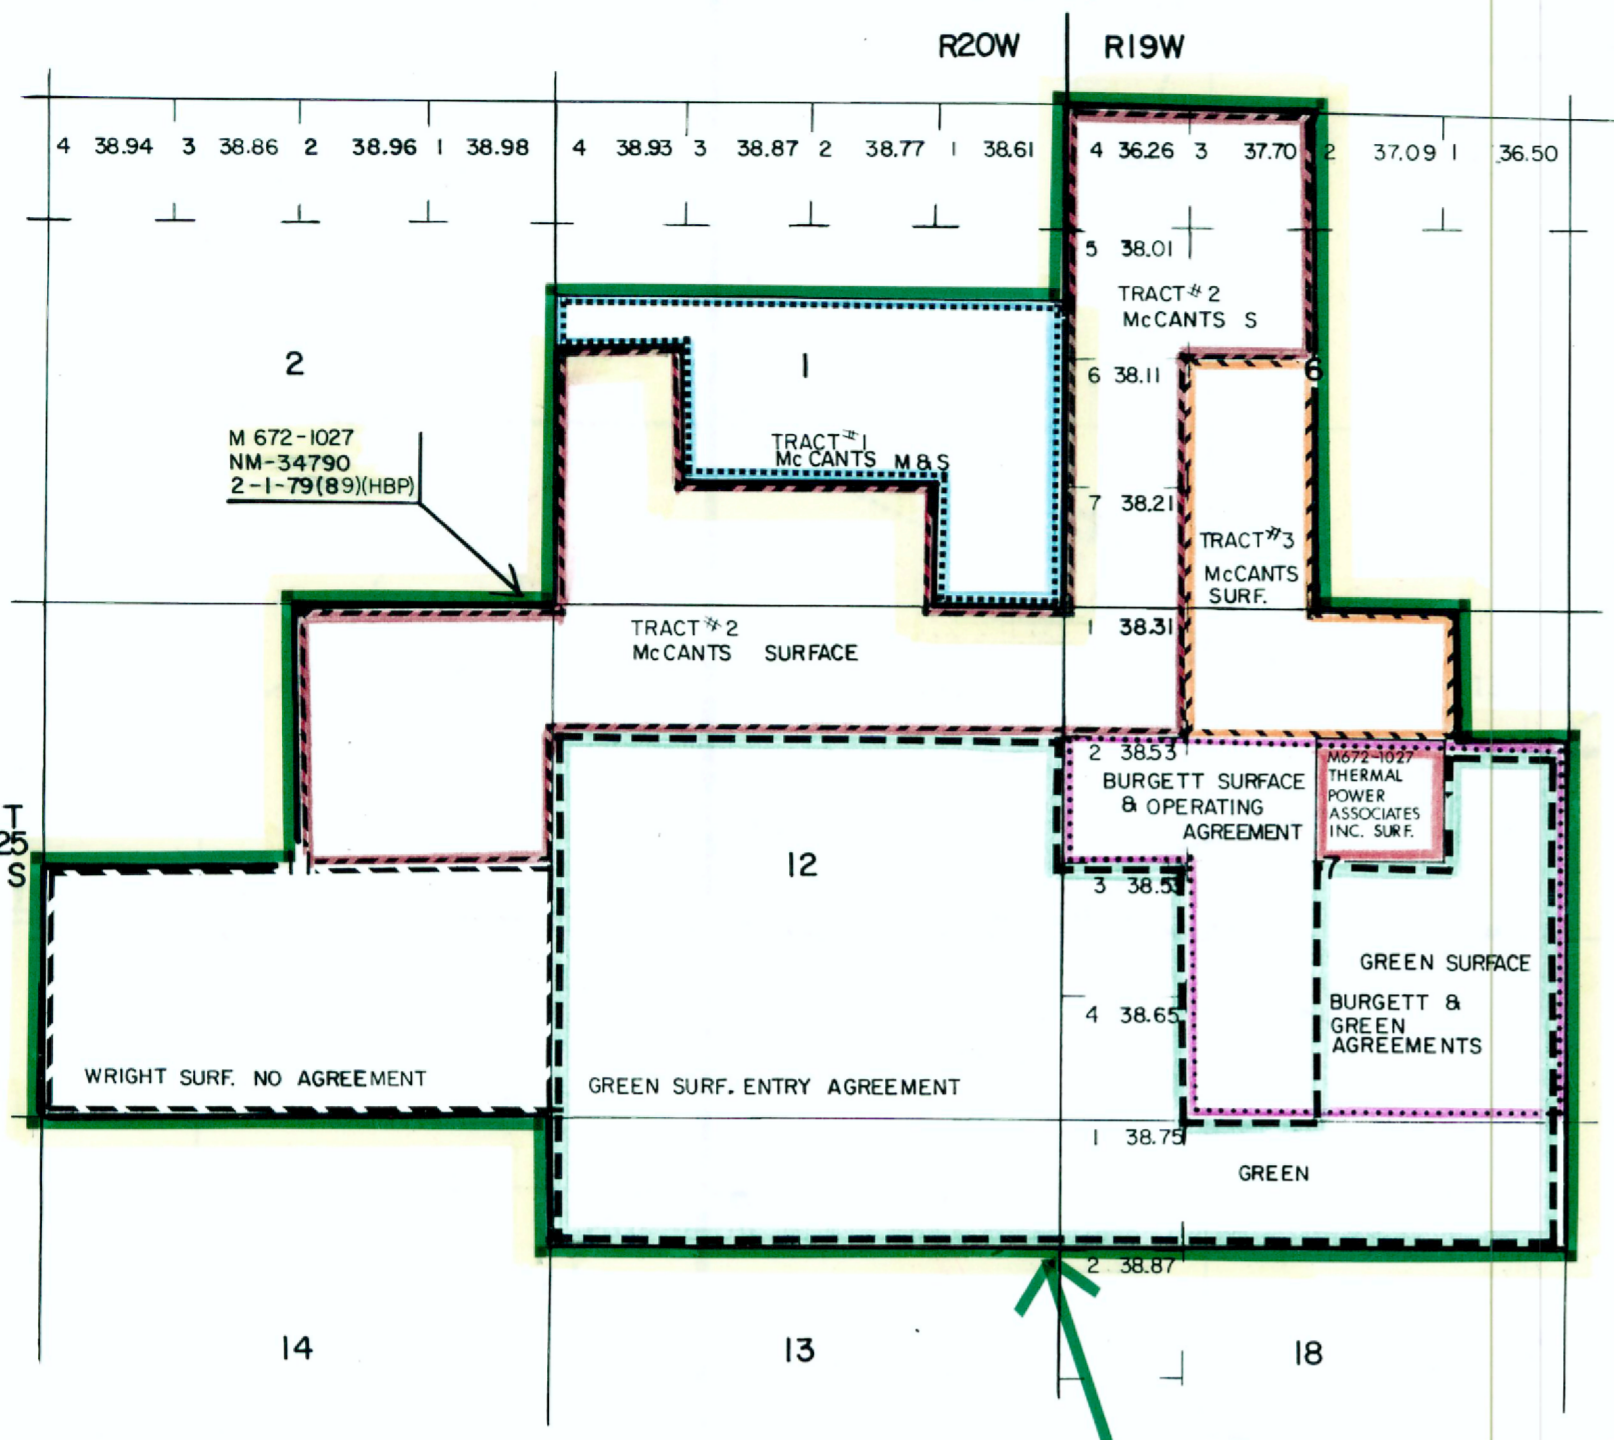 R20W R19W
4 38.94 3 38.86 2 38.96 1 38.98 4 38.93 3 38.87 2 38.77 1 38.61 4 36.26 3 37.70 2 37.09 1 36.50
5 38.01
TRACT #2
McCANTS S
2
1
6
6 38.11
M 672-1027
NM-34790
2-1-79(89)(HBP)
TRACT #1
McCANTS M&S
7 38.21
TRACT #3
McCANTS
SURF.
TRACT #2
McCANTS SURFACE
1 38.31
2 38.53
BURGETT SURFACE
& OPERATING
AGREEMENT
M672-1027
THERMAL
POWER
ASSOCIATES
INC. SURF.
T
25
S
12
7
3 38.5
GREEN SURFACE
BURGETT &
GREEN
AGREEMENTS
4 38.65
WRIGHT SURF. NO AGREEMENT
GREEN SURF. ENTRY AGREEMENT
1 38.75
GREEN
2 38.87
14
13
18